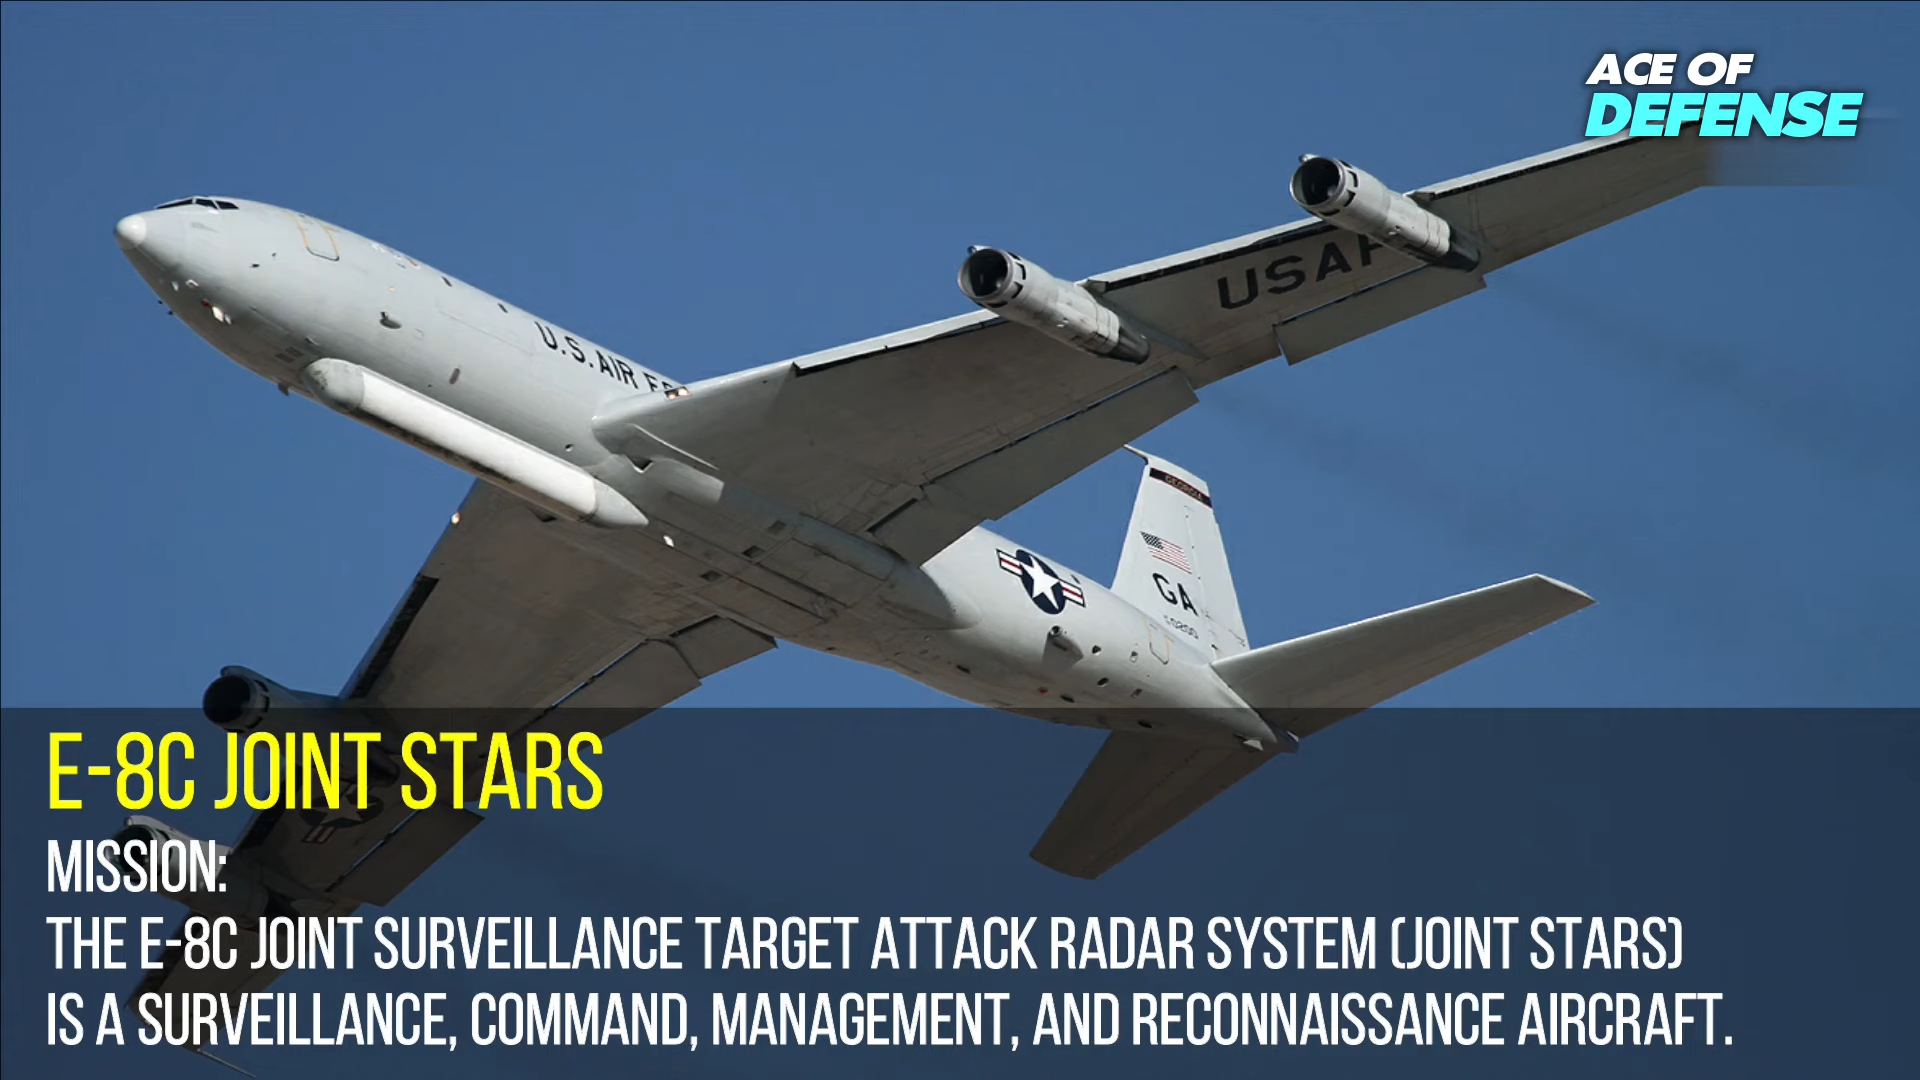 ACE OF
DEFENSE
USAF
U.S. AIR
GEORGIA
GA
E-8C JOINT STARS
MISSION:
THE E-8C JOINT SURVEILLANCE TARGET ATTACK RADAR SYSTEM (JOINT STARS)
IS A SURVEILLANCE, COMMAND, MANAGEMENT, AND RECONNAISSANCE AIRCRAFT.